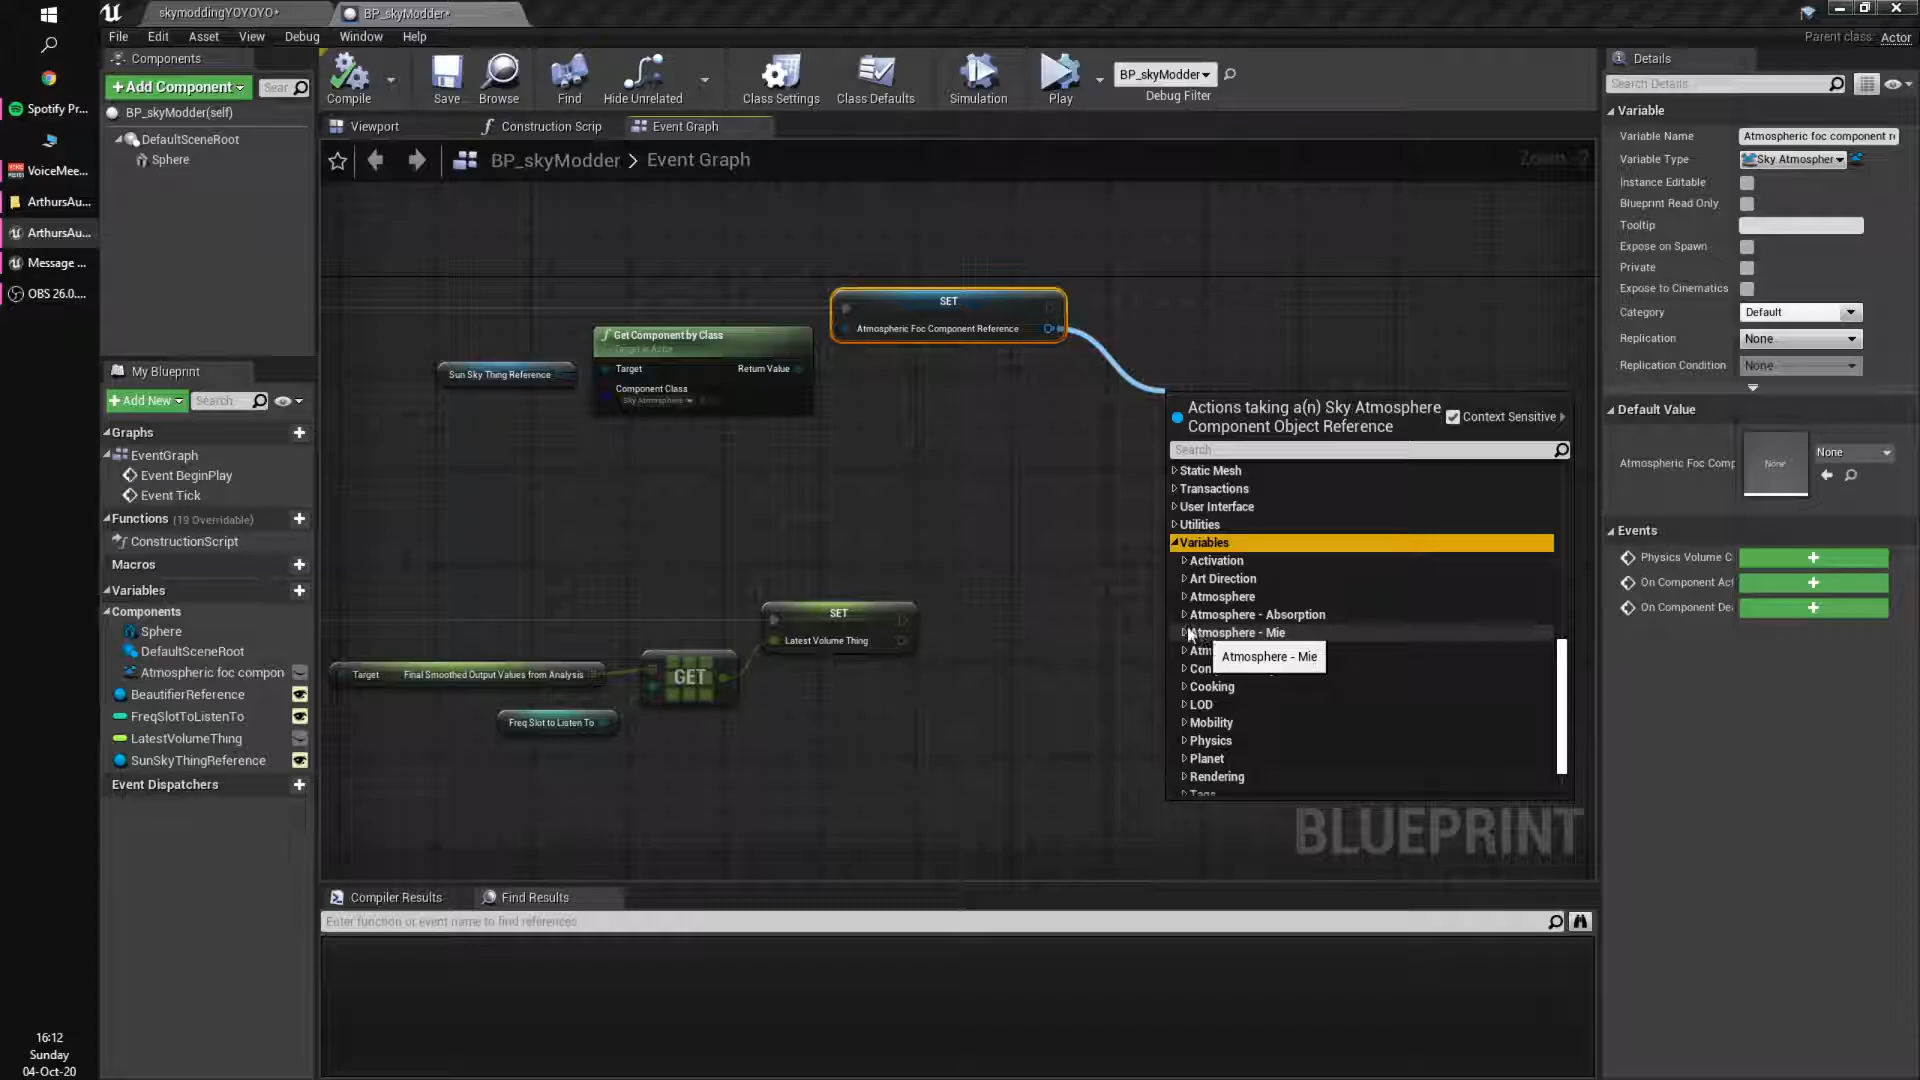 skymoddingYOYOYO*
BP_skyModder*
File Edit Asset View Debug Window Help
Parent class: Actor
Components
+Add Component
Sear
BP_skyModder(self)
DefaultSceneRoot
Sphere
Compile
Save
Browse
Find
Hide Unrelated
Class Settings
Class Defaults
Simulation
Play
BP_skyModder
Debug Filter
Viewport
Construction Scrip
Event Graph
BP_skyModder > Event Graph
Zoom -7
Spotify Pr...
VoiceMee...
ArthursAu...
ArthursAu...
Message ...
OBS 26.0....
My Blueprint
+Add New
Search
Graphs
EventGraph
Event BeginPlay
Event Tick
Functions (19 Overridable)
ConstructionScript
Macros
Variables
Components
Sphere
DefaultSceneRoot
Atmospheric foc compon
BeautifierReference
FreqSlotToListenTo
LatestVolumeThing
SunSkyThingReference
Event Dispatchers
SET
Atmospheric Foc Component Reference
Get Component by Class
Target is Actor
Target
Return Value
Component Class
Sky Atmosphere
Sun Sky Thing Reference
SET
Latest Volume Thing
Target
Final Smoothed Output Values from Analysis
GET
Freq Slot to Listen To
Actions taking a(n) Sky Atmosphere
Component Object Reference
Context Sensitive
Search
Static Mesh
Transactions
User Interface
Utilities
Variables
Activation
Art Direction
Atmosphere
Atmosphere - Absorption
Atmosphere - Mie
Atm
Atmosphere - Mie
Con
Cooking
LOD
Mobility
Physics
Planet
Rendering
Tags
BLUEPRINT
Compiler Results
Find Results
Enter function or event name to find references
Details
Search Details
Variable
Variable Name
Atmospheric foc component r
Variable Type
Sky Atmospher
Instance Editable
Blueprint Read Only
Tooltip
Expose on Spawn
Private
Expose to Cinematics
Category
Default
Replication
None
Replication Condition
None
Default Value
Atmospheric Foc Comp
None
None
Events
Physics Volume C
On Component Act
On Component De
16:12
Sunday
04-Oct-20